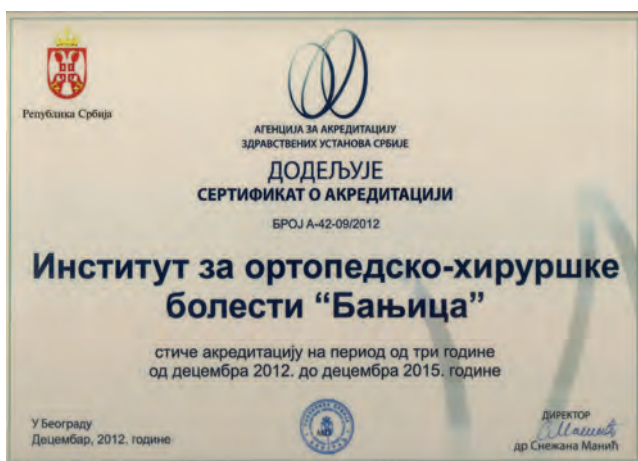 Република Србија
АГЕНЦИЈА ЗА АКРЕДИТАЦИЈУ
ЗДРАВСТВЕНИХ УСТАНОВА СРБИЈЕ
ДОДЕЉУЈЕ
СЕРТИФИКАТ О АКРЕДИТАЦИЈИ
БРОЈ А-42-09/2012
Институт за ортопедско-хируршке
болести “Бањица”
стиче акредитацију на период од три године
од децембра 2012. до децембра 2015. године
У Београду
Децембар, 2012. године
ДИРЕКТОР
др Снежана Манић